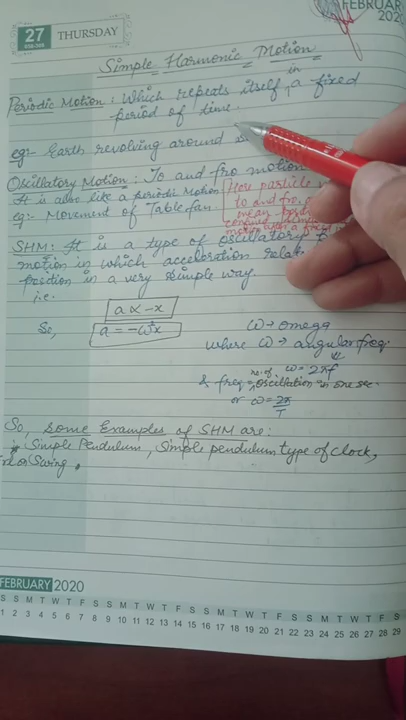 FEBRUARY
2020
27 THURSDAY
Simple Harmonic Motion
Periodic Motion: Which repeats itself in a fixed
period of time.
eg:- Earth revolving around
Oscillatory Motion: To and fro motion
It is also like a periodic Motion
Here particle
eg:- Movement of Table fan.
to and fro
mean
SHM: It is a type of oscillatory
motion in which acceleration
position in a very simple way.
i.e.
a ∝ -x
So, a = -ω²x
ω → omega
where ω → angular freq.
ω = 2πf
& freq = no. of oscillation in one sec.
or ω = 2π/T
So, some Examples of SHM are:
Simple Pendulum, Simple pendulum type of clock,
or Swing.
FEBRUARY 2020
S S M T W T F S S M T W T F S S M T W T F S S M T W T F S
1 2 3 4 5 6 7 8 9 10 11 12 13 14 15 16 17 18 19 20 21 22 23 24 25 26 27 28 29